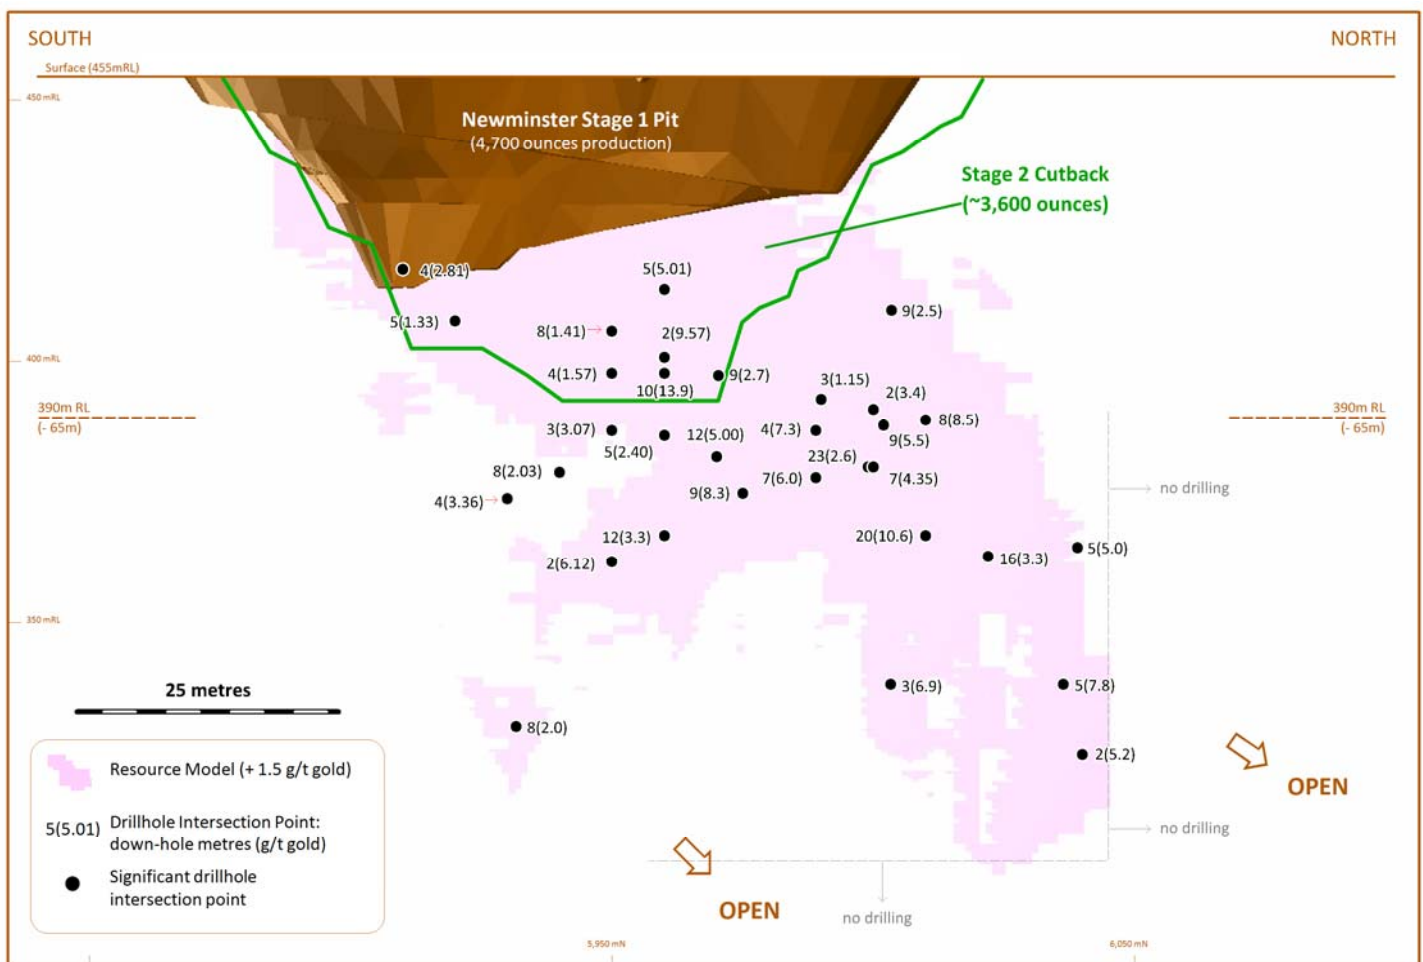 SOUTH
NORTH
Surface (455mRL)
450 mRL
Newminster Stage 1 Pit
(4,700 ounces production)
Stage 2 Cutback
(~3,600 ounces)
4(2.81)
5(5.01)
5(1.33)
8(1.41)
2(9.57)
9(2.5)
400 mRL
4(1.57)
10(13.9)
9(2.7)
3(1.15)
2(3.4)
390m RL
(- 65m)
390m RL
(- 65m)
3(3.07)
5(2.40)
12(5.00)
4(7.3)
8(8.5)
9(5.5)
8(2.03)
23(2.6)
7(4.35)
7(6.0)
4(3.36)
9(8.3)
no drilling
12(3.3)
20(10.6)
2(6.12)
16(3.3)
5(5.0)
350 mRL
25 metres
3(6.9)
5(7.8)
8(2.0)
2(5.2)
Resource Model (+ 1.5 g/t gold)
5(5.01)
Drillhole Intersection Point:
down-hole metres (g/t gold)
Significant drillhole
intersection point
OPEN
no drilling
OPEN
no drilling
5,950 mN
6,050 mN